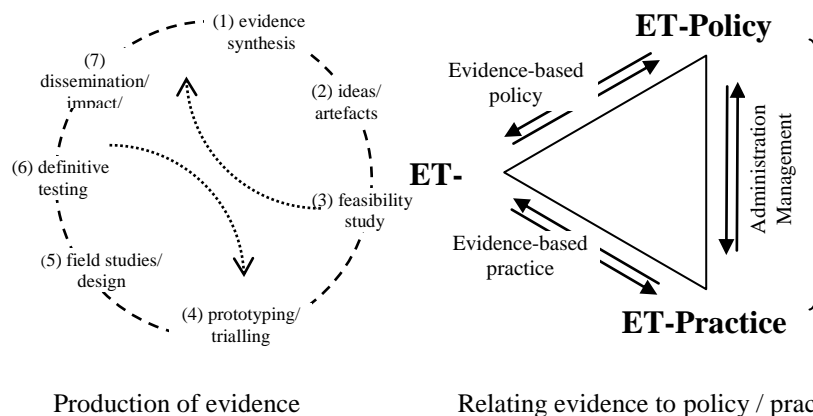 (1) evidence
synthesis
(7)
dissemination/
impact/
(2) ideas/
artefacts
(6) definitive
testing
(3) feasibility
study
(5) field studies/
design
(4) prototyping/
trialling
Production of evidence
ET-Policy
Evidence-based
policy
ET-
Administration
Management
Evidence-based
practice
ET-Practice
Relating evidence to policy / prac